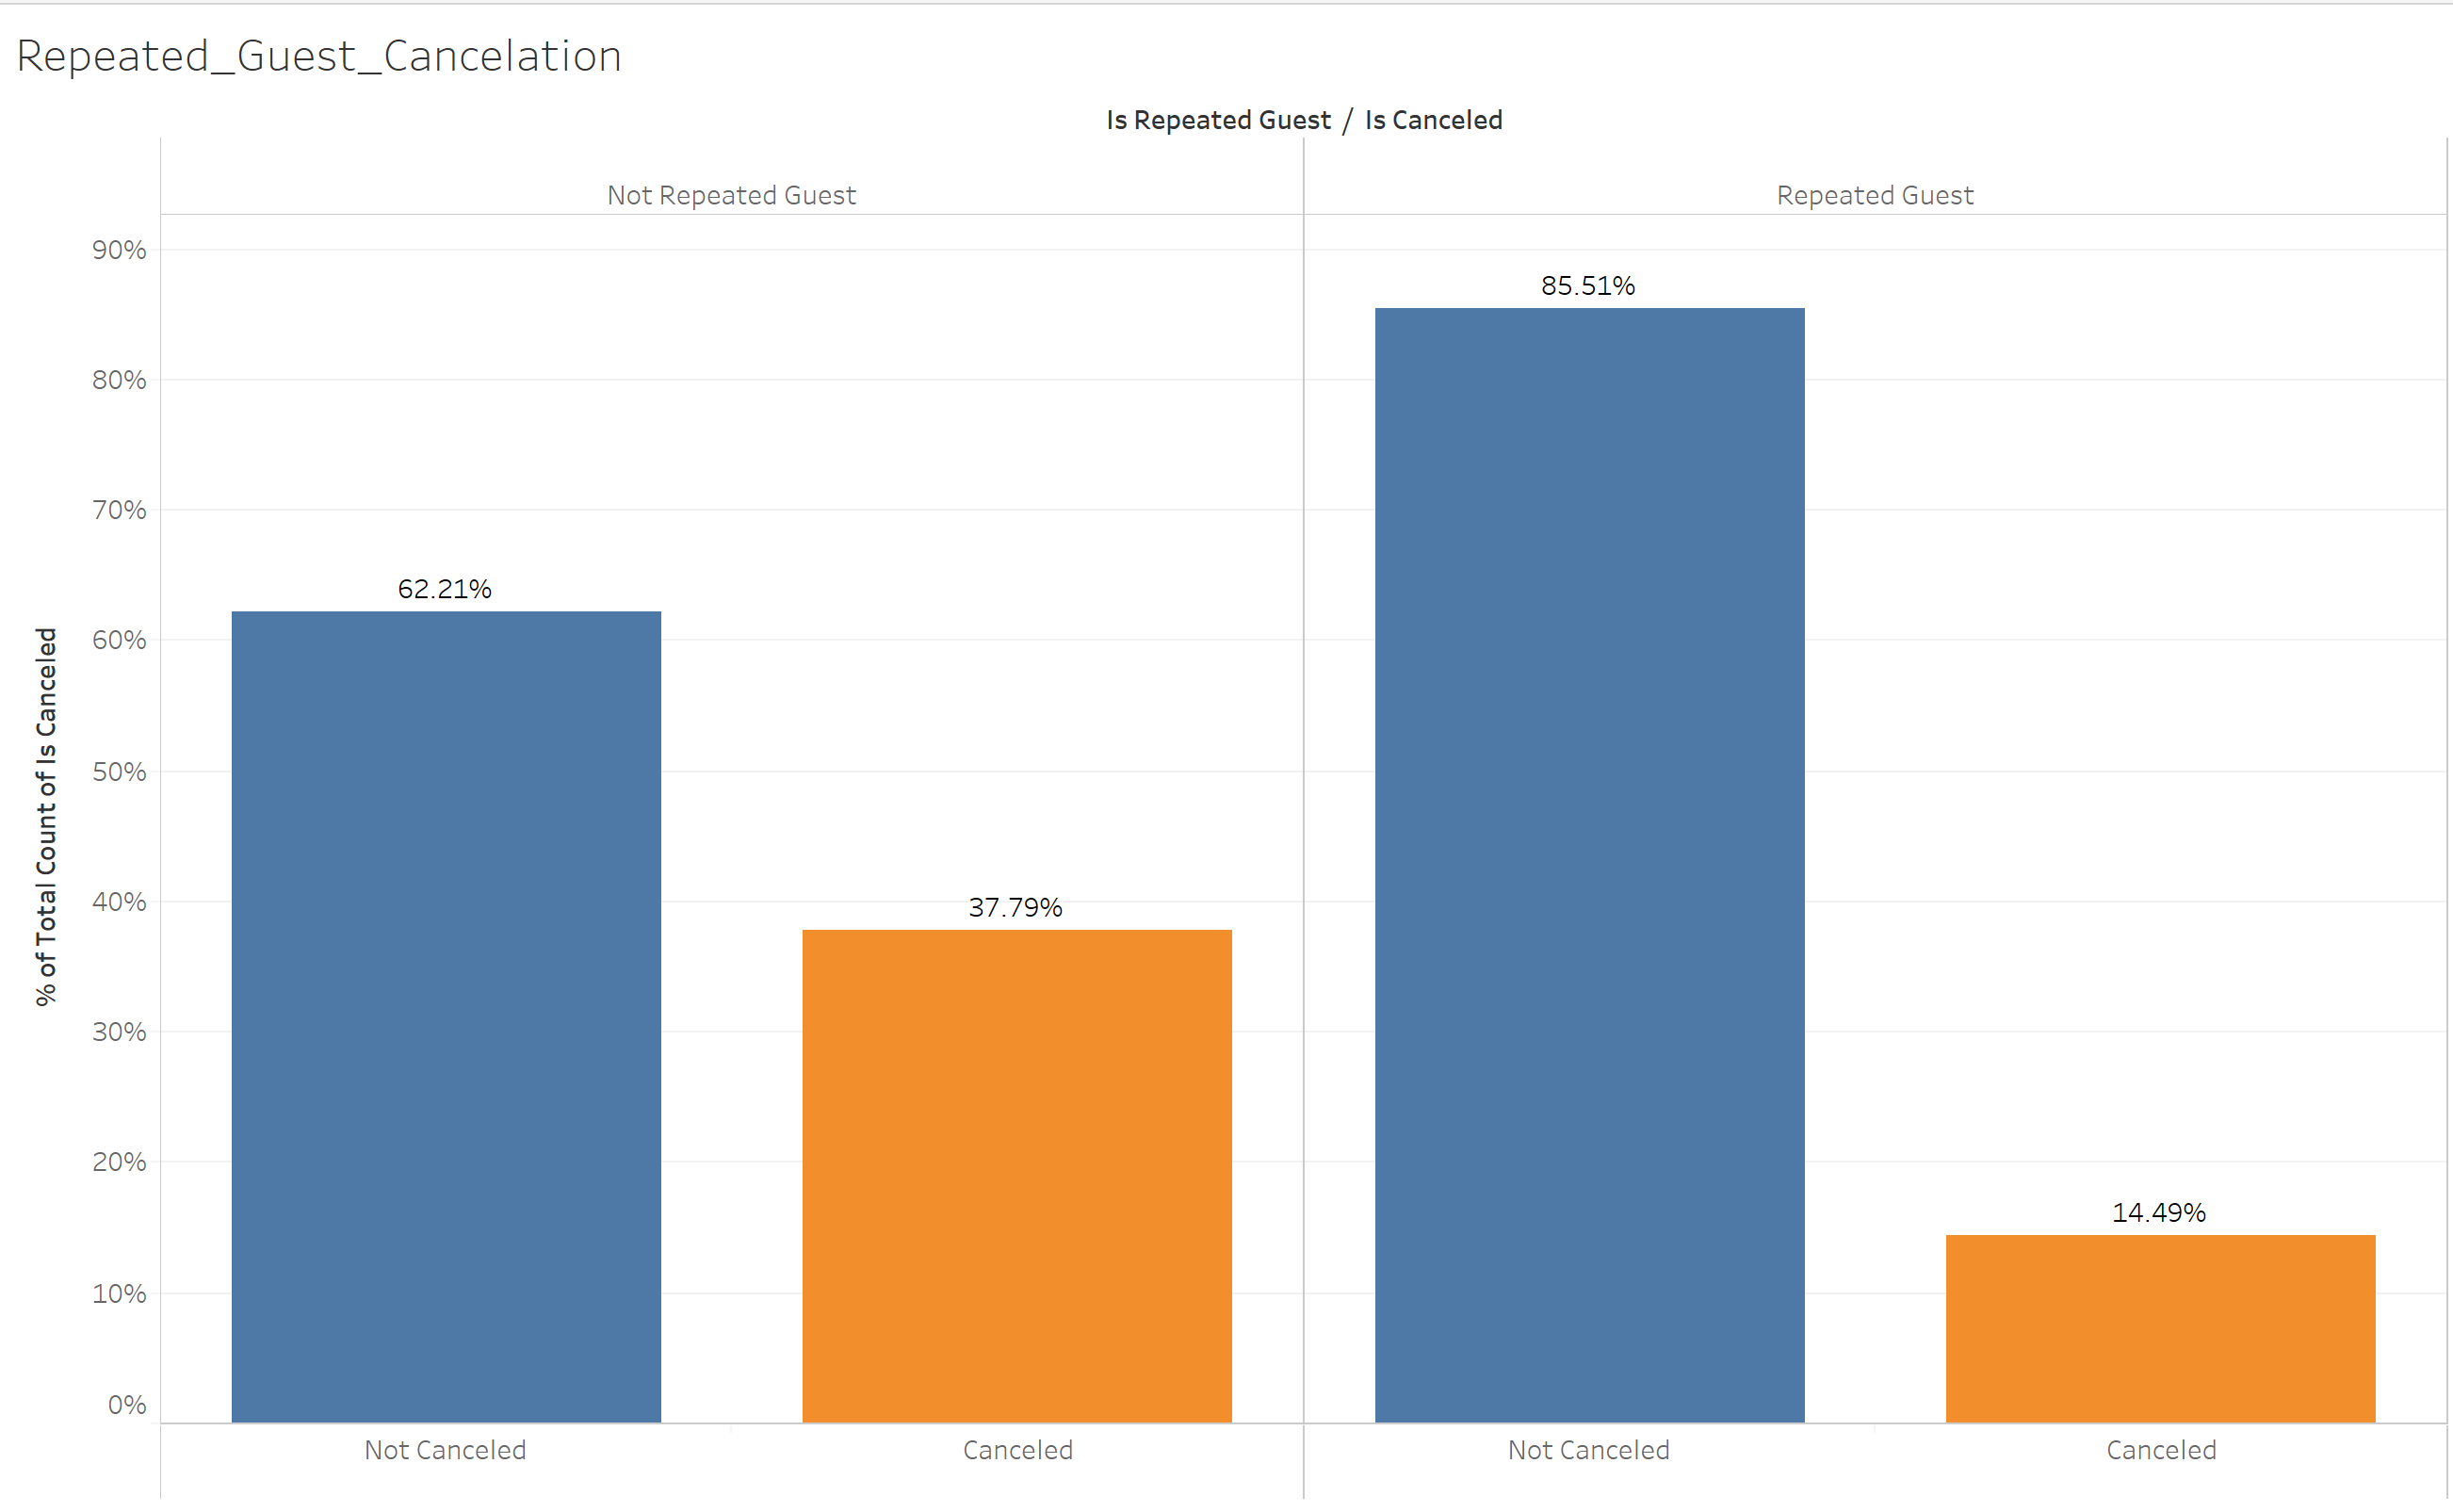 Repeated_Guest_Cancelation
Is Repeated Guest / Is Canceled
Not Repeated Guest
Repeated Guest
% of Total Count of Is Canceled
90%
80%
70%
60%
50%
40%
30%
20%
10%
0%
62.21%
37.79%
85.51%
14.49%
Not Canceled
Canceled
Not Canceled
Canceled